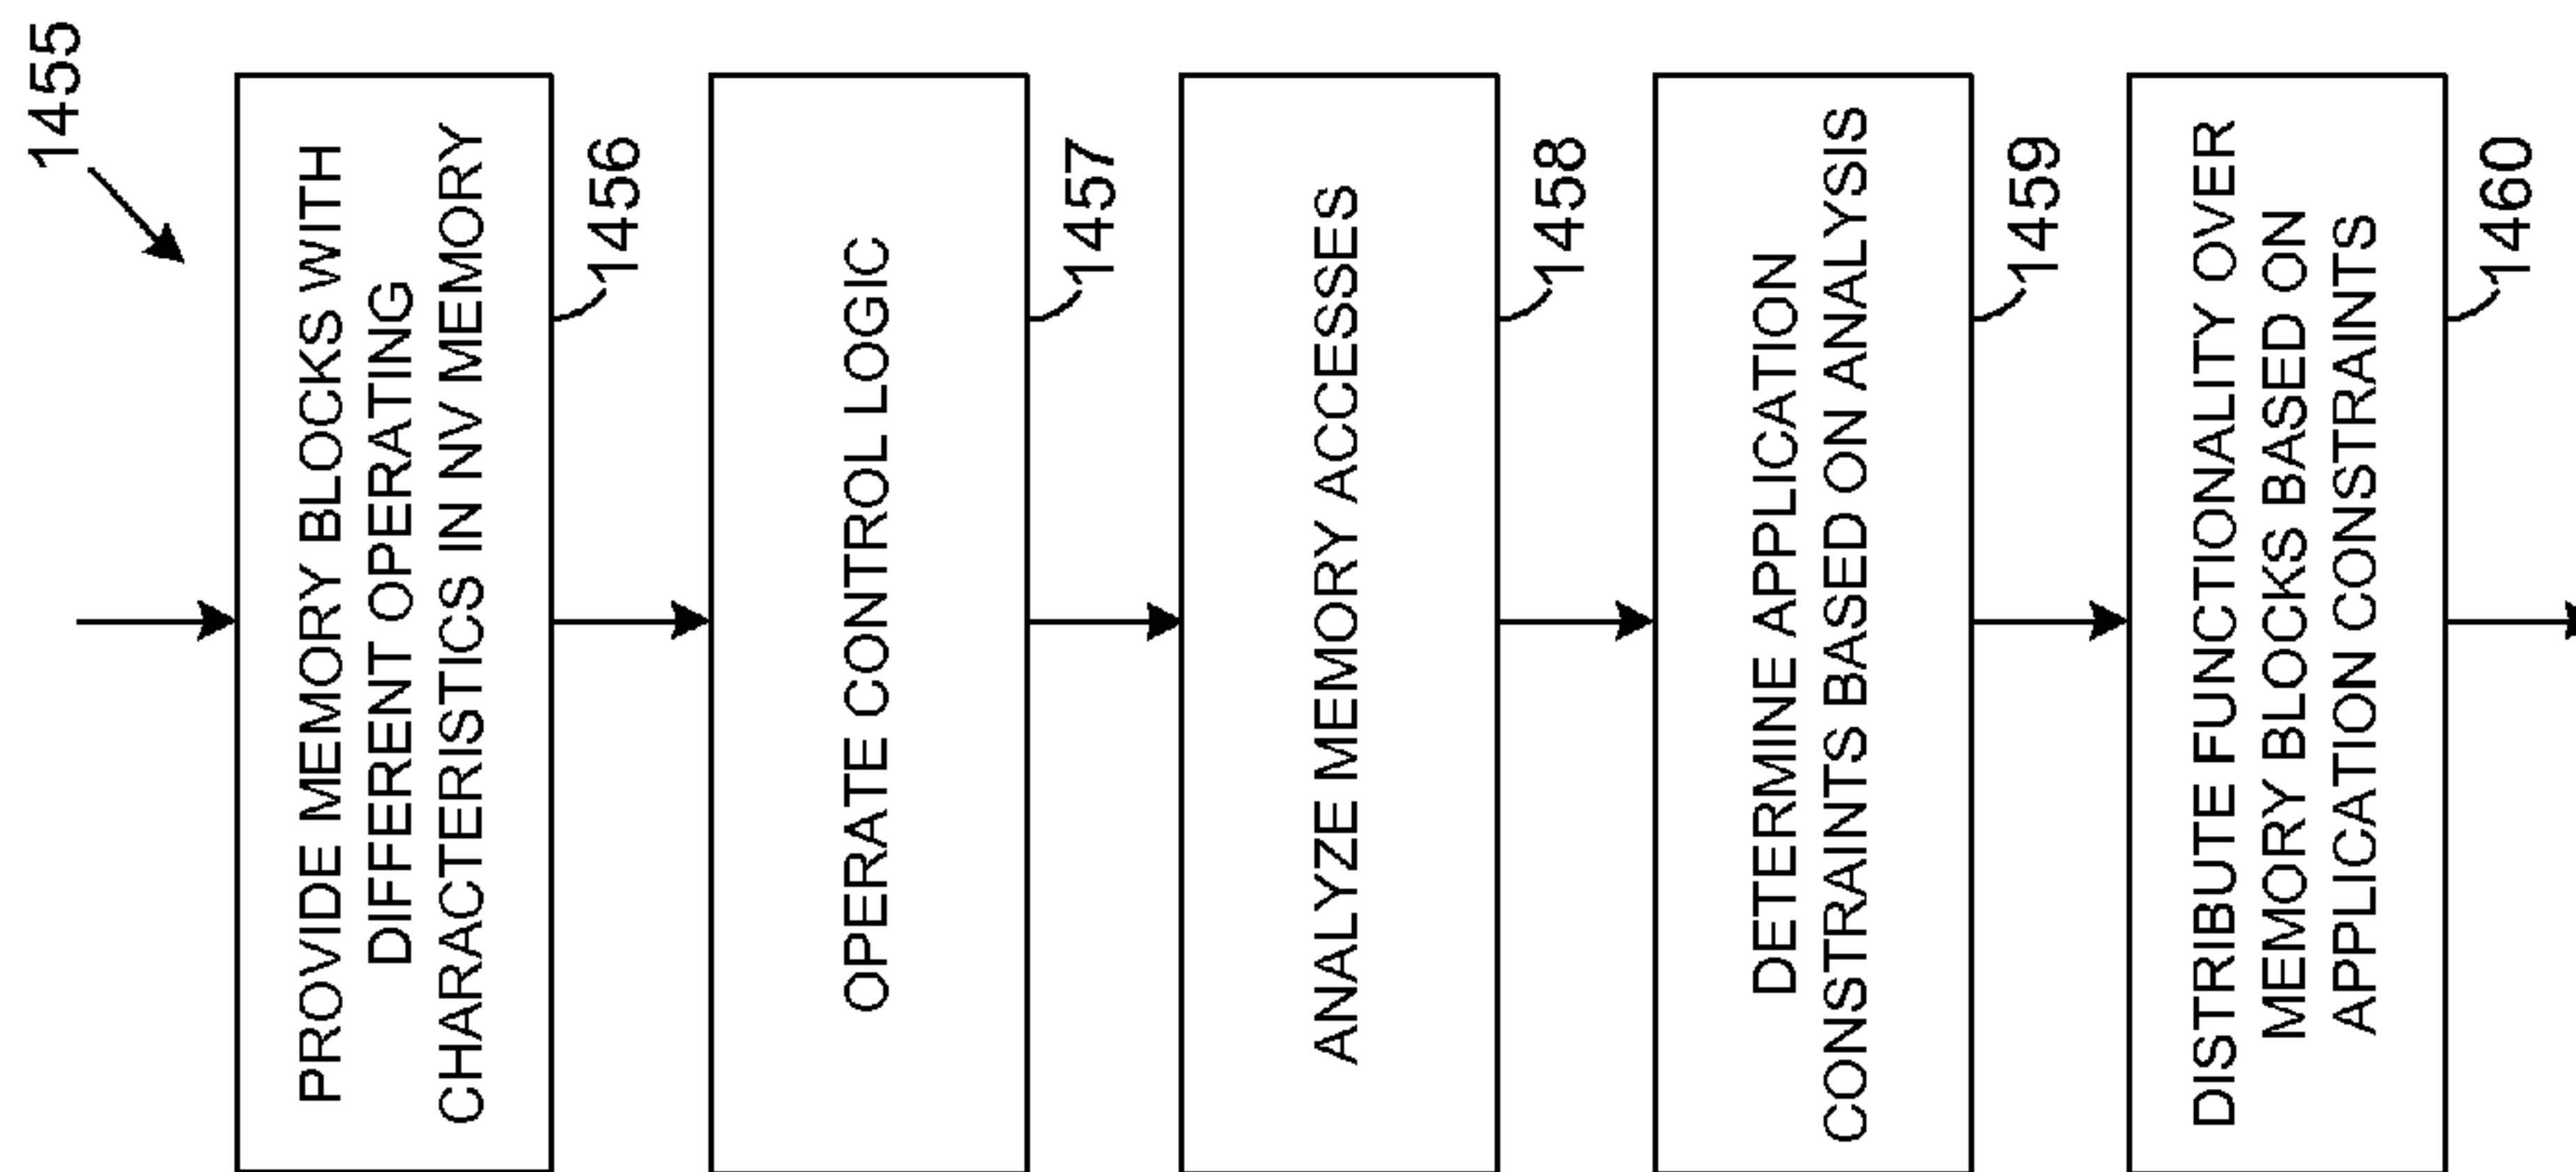 1455
PROVIDE MEMORY BLOCKS WITH
DIFFERENT OPERATING
CHARACTERISTICS IN NV MEMORY
1456
OPERATE CONTROL LOGIC
1457
ANALYZE MEMORY ACCESSES
1458
DETERMINE APPLICATION
CONSTRAINTS BASED ON ANALYSIS
1459
DISTRIBUTE FUNCTIONALITY OVER
MEMORY BLOCKS BASED ON
APPLICATION CONSTRAINTS
1460